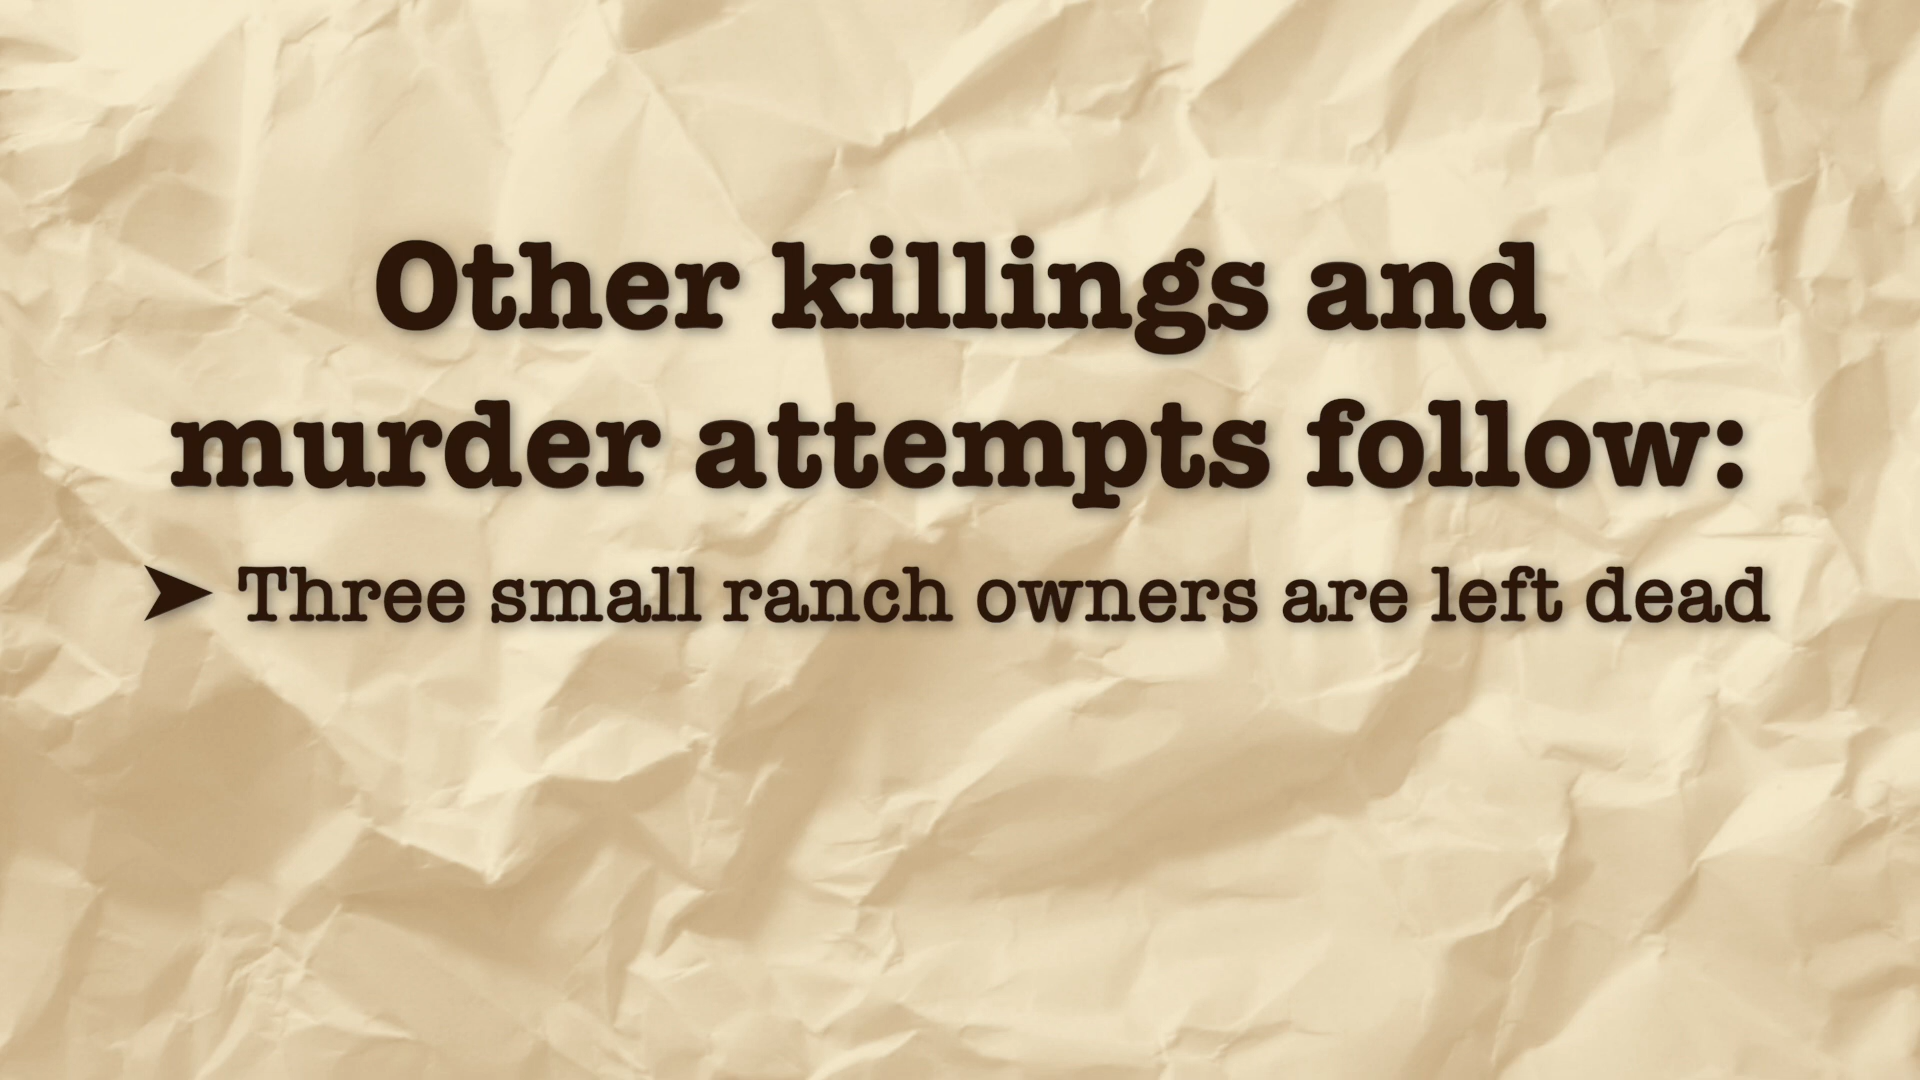 Other killings and
murder attempts follow:
➤ Three small ranch owners are left dead